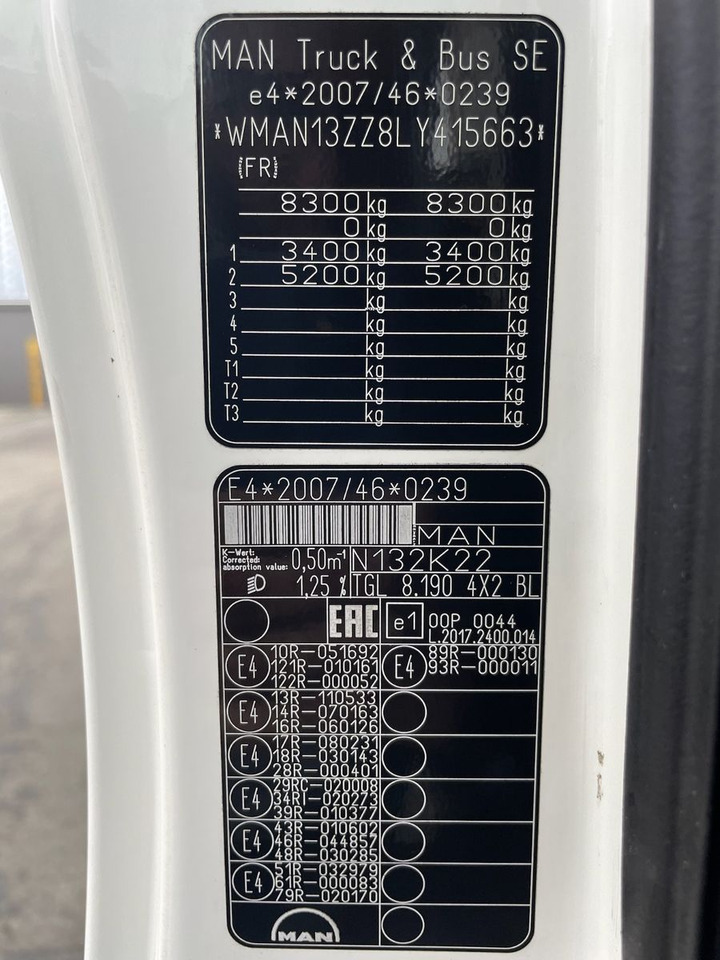 MAN Truck & Bus SE
e4*2007/46*0239
*WMAN13ZZ8LY415663*
(FR)
8300 kg 8300 kg
0 kg 0 kg
1 3400 kg 3400 kg
2 5200 kg 5200 kg
3 kg kg
4 kg kg
5 kg kg
T1 kg kg
T2 kg kg
T3 kg kg
E4*2007/46*0239
MAN
K-Wert:
Corrected
absorption value: 0,50m⁻¹ N132K22
1,25 % TGL 8.190 4X2 BL
EAC e1 00P 0044
L.2017.2400.014
E4 10R-051692 E4 89R-000130
121R-010161 93R-000011
122R-000052
E4 13R-110533
14R-070163
16R-060126
E4 17R-080231
18R-030143
28R-000401
E4 29RC-020008
34RI-020273
39R-010377
E4 43R-010602
46R-044857
48R-030285
E4 51R-032979
61R-000083
79R-020170
MAN